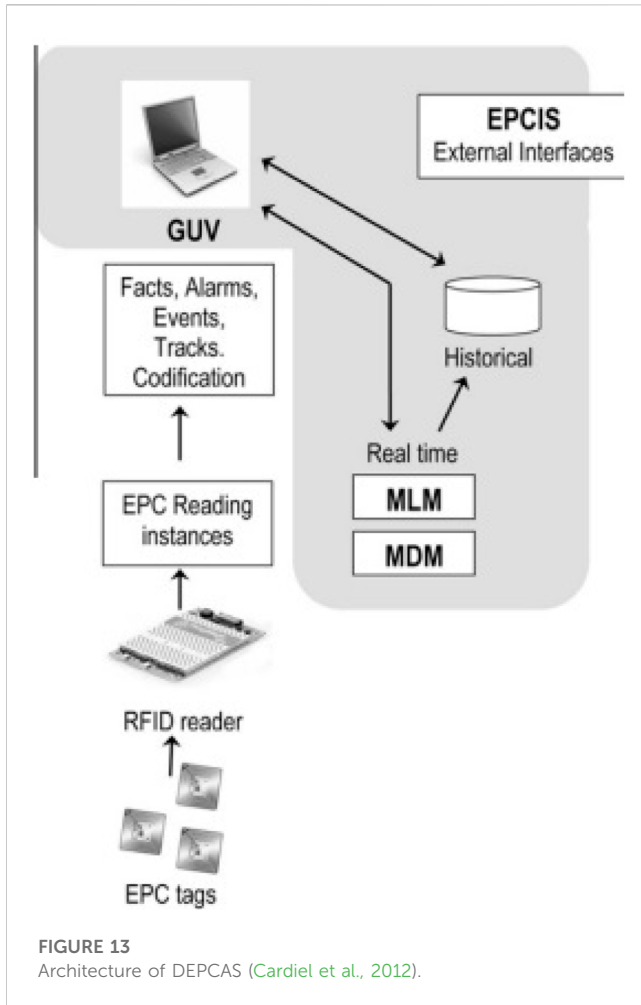 EPCIS
External Interfaces
GUV
Facts, Alarms,
Events,
Tracks.
Codification
Historical
Real time
MLM
MDM
EPC Reading
instances
RFID reader
EPC tags
FIGURE 13
Architecture of DEPCAS (Cardiel et al., 2012).